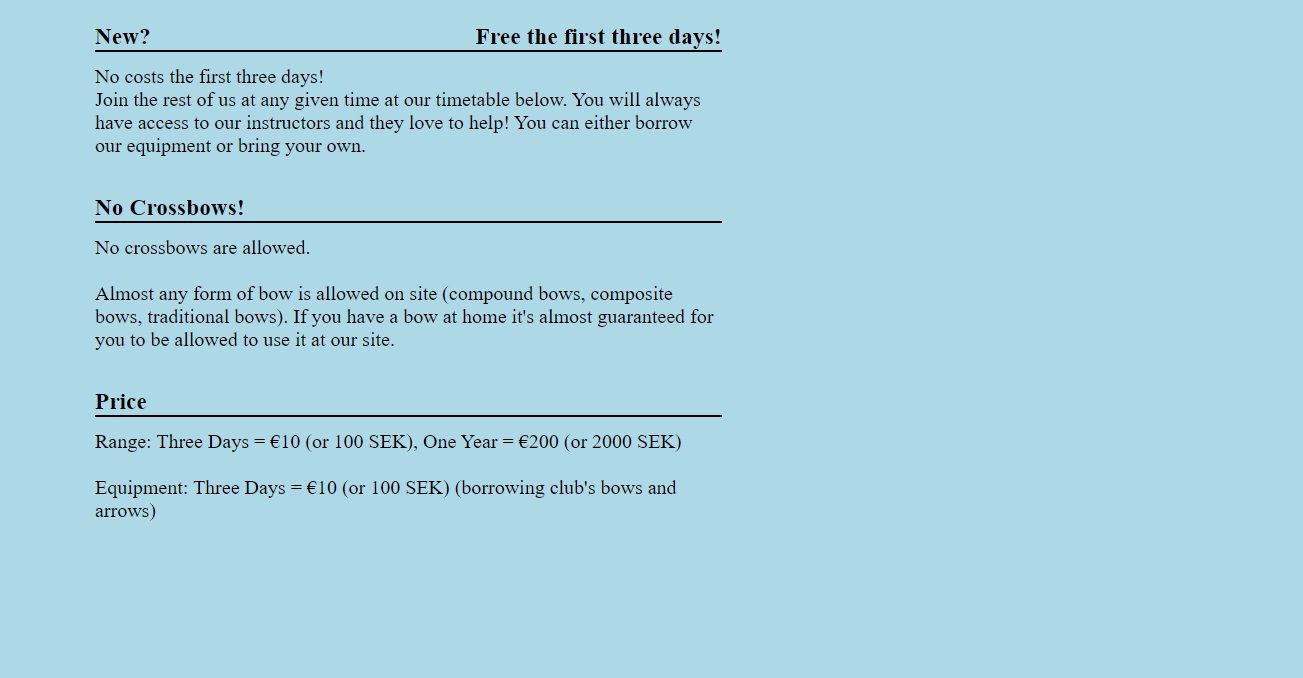 New? Free the first three days!
No costs the first three days!
Join the rest of us at any given time at our timetable below. You will always
have access to our instructors and they love to help! You can either borrow
our equipment or bring your own.
No Crossbows!
No crossbows are allowed.
Almost any form of bow is allowed on site (compound bows, composite
bows, traditional bows). If you have a bow at home it's almost guaranteed for
you to be allowed to use it at our site.
Price
Range: Three Days = €10 (or 100 SEK), One Year = €200 (or 2000 SEK)
Equipment: Three Days = €10 (or 100 SEK) (borrowing club's bows and
arrows)